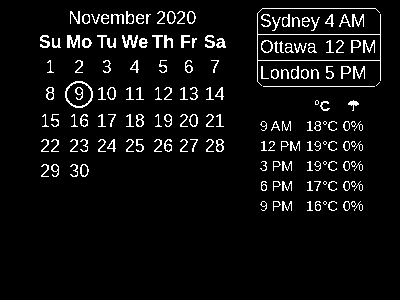 November 2020
Su Mo Tu We Th Fr Sa
1 2 3 4 5 6 7
8 9 10 11 12 13 14
15 16 17 18 19 20 21
22 23 24 25 26 27 28
29 30
Sydney 4 AM
Ottawa 12 PM
London 5 PM
°C ☂
9 AM 18°C 0%
12 PM 19°C 0%
3 PM 19°C 0%
6 PM 17°C 0%
9 PM 16°C 0%